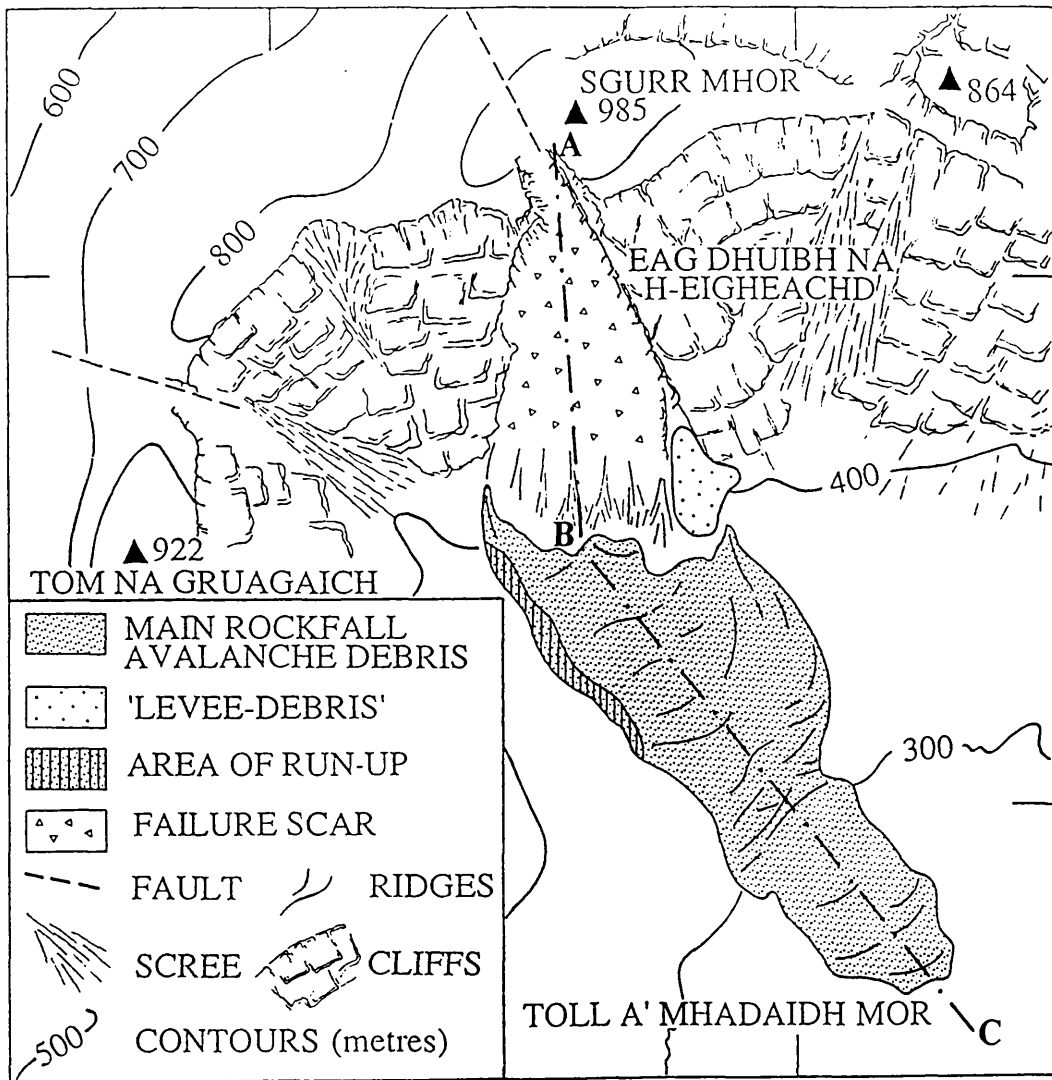 SGURR MHOR
985
864
A
600
700
800
EAG DHUIBH NA
H-EIGHEACHD
400
B
922
TOM NA GRUAGAICH
300
MAIN ROCKFALL
AVALANCHE DEBRIS
'LEVEE-DEBRIS'
AREA OF RUN-UP
FAILURE SCAR
FAULT
RIDGES
SCREE
CLIFFS
500
CONTOURS (metres)
TOLL A' MHADAIDH MOR
C